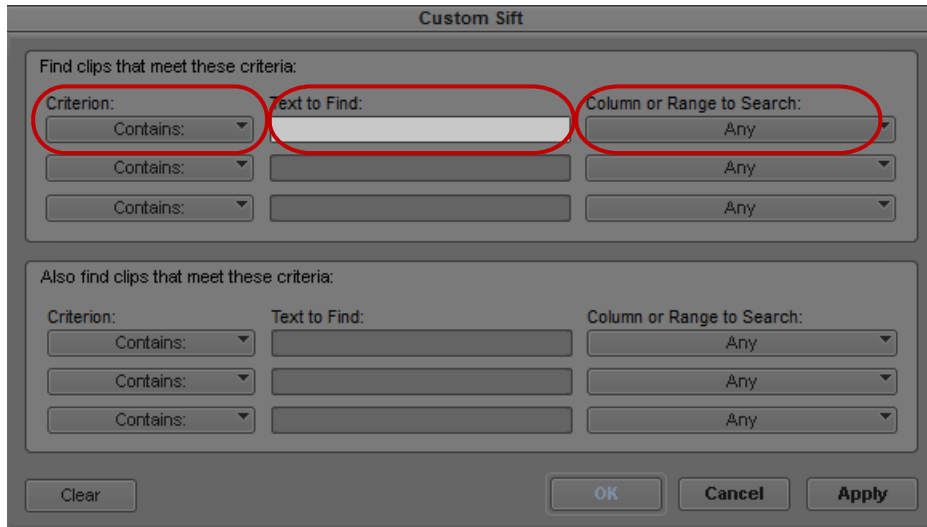 Custom Sift
Find clips that meet these criteria:
Criterion: Text to Find: Column or Range to Search:
Contains: Any
Contains: Any
Contains: Any
Also find clips that meet these criteria:
Criterion: Text to Find: Column or Range to Search:
Contains: Any
Contains: Any
Contains: Any
Clear OK Cancel Apply